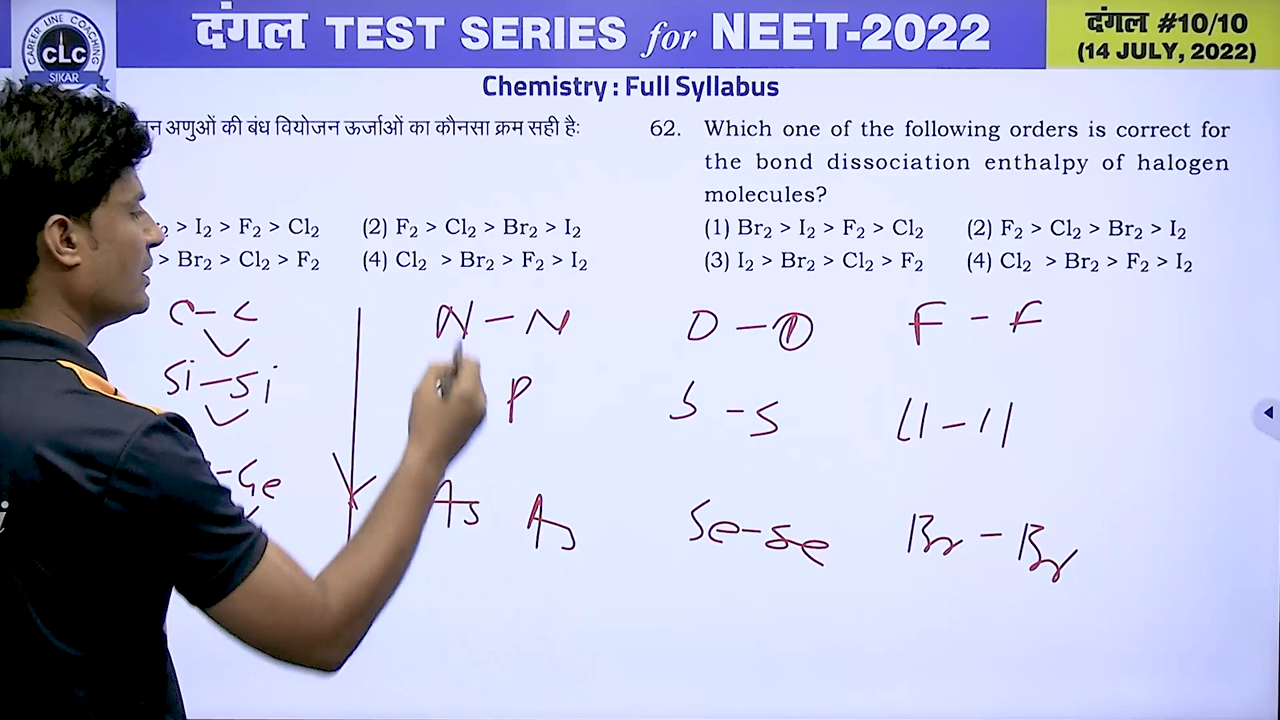 CAREER LINE COACHING
CLC
SIKAR
दंगल TEST SERIES for NEET-2022
दंगल #10/10
(14 JULY, 2022)
Chemistry : Full Syllabus
अणुओं की बंध वियोजन ऊर्जाओं का कौनसा क्रम सही है:
> I₂ > F₂ > Cl₂ (2) F₂ > Cl₂ > Br₂ > I₂
> Br₂ > Cl₂ > F₂ (4) Cl₂ > Br₂ > F₂ > I₂
62. Which one of the following orders is correct for
the bond dissociation enthalpy of halogen
molecules?
(1) Br₂ > I₂ > F₂ > Cl₂ (2) F₂ > Cl₂ > Br₂ > I₂
(3) I₂ > Br₂ > Cl₂ > F₂ (4) Cl₂ > Br₂ > F₂ > I₂
C-C N-N O-O F-F
Si-Si P S-S Cl-Cl
-Ge As As Se-Se Br-Br